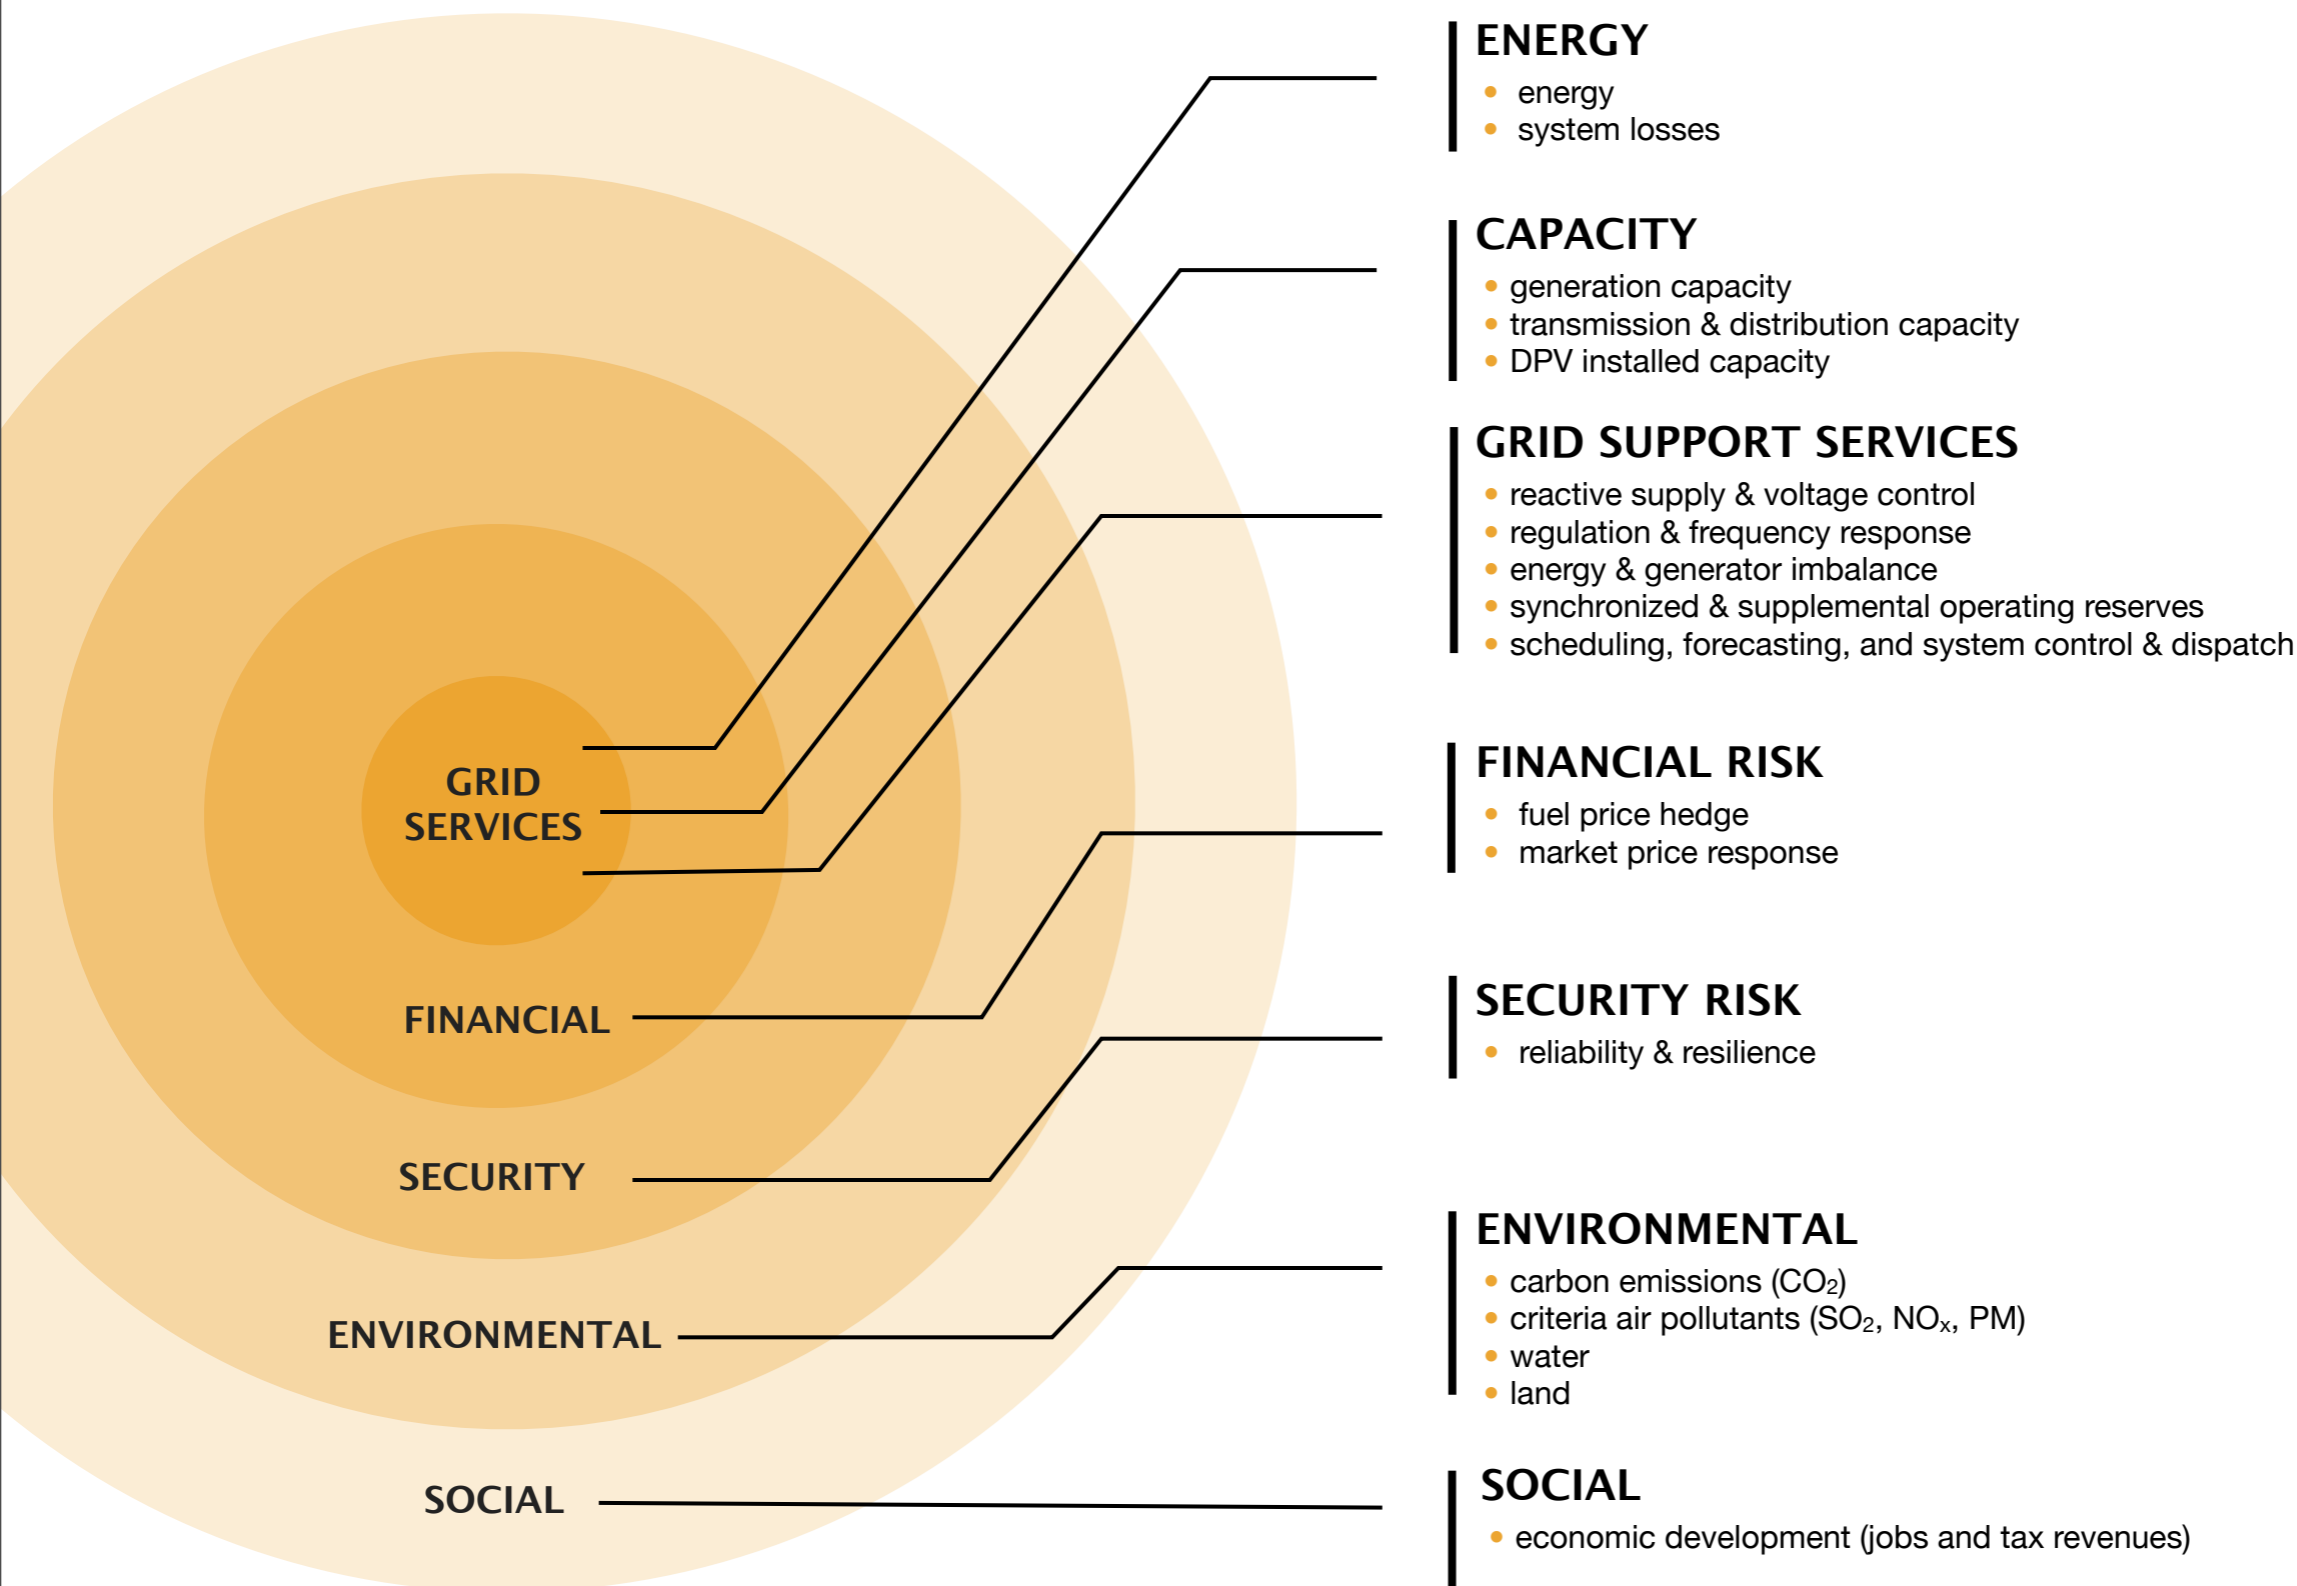 ENERGY
• energy
• system losses
CAPACITY
• generation capacity
• transmission & distribution capacity
• DPV installed capacity
GRID SUPPORT SERVICES
• reactive supply & voltage control
• regulation & frequency response
• energy & generator imbalance
• synchronized & supplemental operating reserves
• scheduling, forecasting, and system control & dispatch
GRID
SERVICES
FINANCIAL RISK
• fuel price hedge
• market price response
FINANCIAL
SECURITY RISK
• reliability & resilience
SECURITY
ENVIRONMENTAL
• carbon emissions (CO₂)
• criteria air pollutants (SO₂, NOₓ, PM)
• water
• land
ENVIRONMENTAL
SOCIAL
• economic development (jobs and tax revenues)
SOCIAL